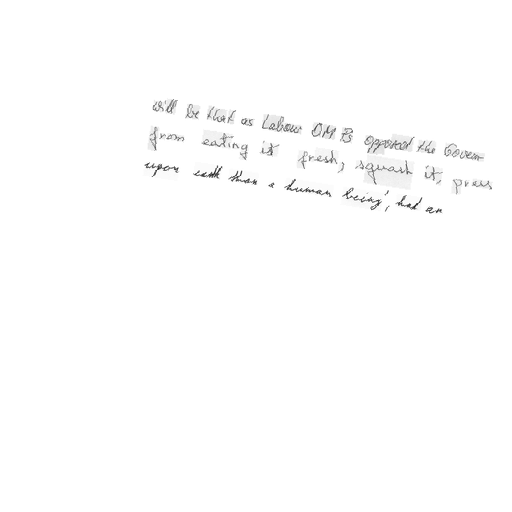 will be that as Labour MPs opposed the Govern
from eating it fresh, squash it, press
upon earth than a human being', had an